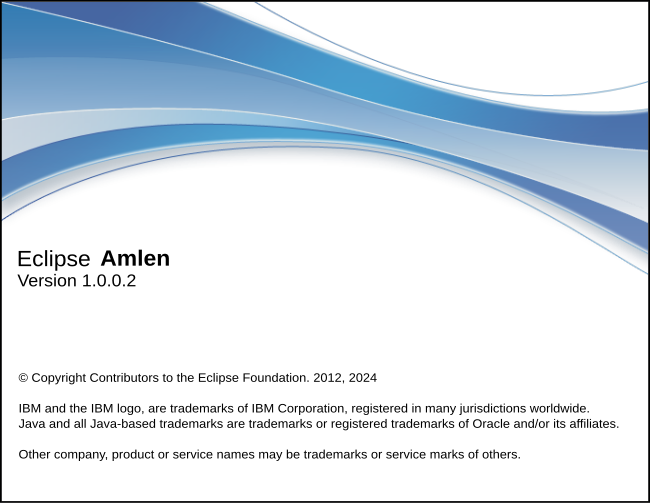 Eclipse Amlen
Version 1.0.0.2
© Copyright Contributors to the Eclipse Foundation. 2012, 2024
IBM and the IBM logo, are trademarks of IBM Corporation, registered in many jurisdictions worldwide.
Java and all Java-based trademarks are trademarks or registered trademarks of Oracle and/or its affiliates.
Other company, product or service names may be trademarks or service marks of others.